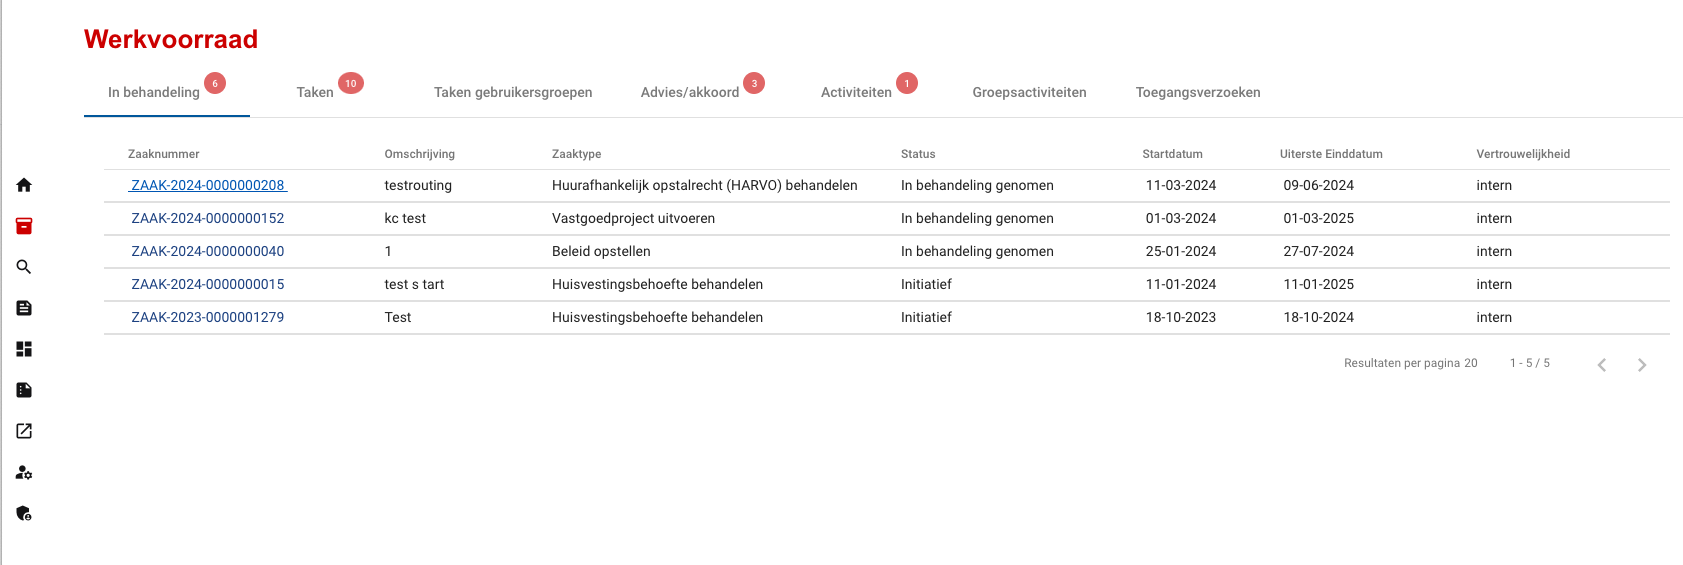 Werkvoorraad
In behandeling 6 Taken 10 Taken gebruikersgroepen Advies/akkoord 3 Activiteiten 1 Groepsactiviteiten Toegangsverzoeken
Zaaknummer Omschrijving Zaaktype Status Startdatum Uiterste Einddatum Vertrouwelijkheid
ZAAK-2024-0000000208 testrouting Huurafhankelijk opstalrecht (HARVO) behandelen In behandeling genomen 11-03-2024 09-06-2024 intern
ZAAK-2024-0000000152 kc test Vastgoedproject uitvoeren In behandeling genomen 01-03-2024 01-03-2025 intern
ZAAK-2024-0000000040 1 Beleid opstellen In behandeling genomen 25-01-2024 27-07-2024 intern
ZAAK-2024-0000000015 test s tart Huisvestingsbehoefte behandelen Initiatief 11-01-2024 11-01-2025 intern
ZAAK-2023-0000001279 Test Huisvestingsbehoefte behandelen Initiatief 18-10-2023 18-10-2024 intern
Resultaten per pagina 20 1 - 5 / 5